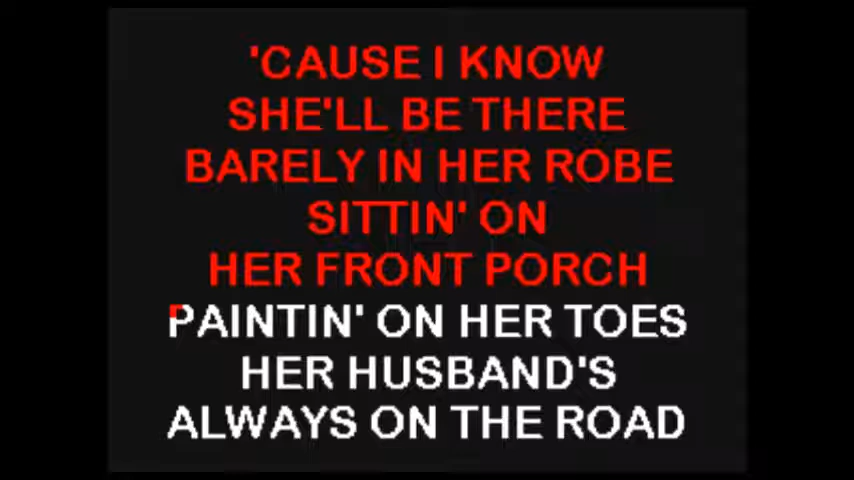 'CAUSE I KNOW
SHE'LL BE THERE
BARELY IN HER ROBE
SITTIN' ON
HER FRONT PORCH
PAINTIN' ON HER TOES
HER HUSBAND'S
ALWAYS ON THE ROAD